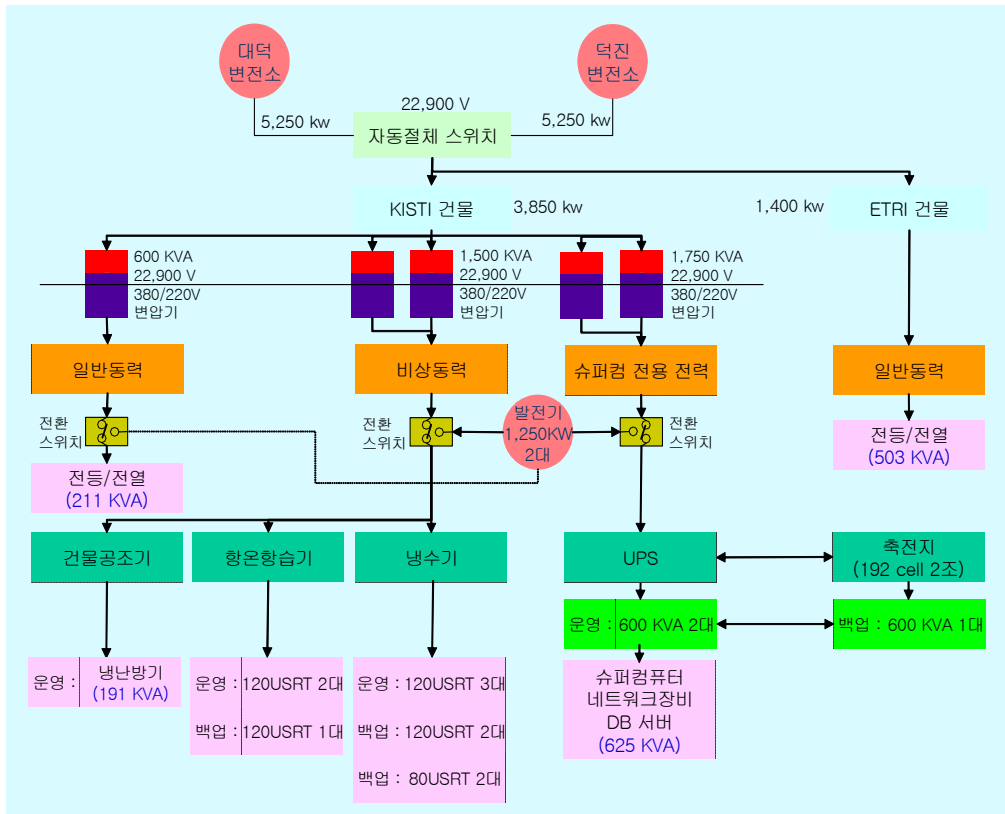 대덕
변전소
덕진
변전소
22,900 V
5,250 kw
5,250 kw
자동절체 스위치
KISTI 건물
3,850 kw
1,400 kw
ETRI 건물
600 KVA
22,900 V
380/220V
변압기
1,500 KVA
22,900 V
380/220V
변압기
1,750 KVA
22,900 V
380/220V
변압기
일반동력
비상동력
슈퍼컴 전용 전력
일반동력
전환
스위치
전환
스위치
발전기
1,250KW
2대
전환
스위치
전등/전열
(211 KVA)
전등/전열
(503 KVA)
건물공조기
항온항습기
냉수기
UPS
축전지
(192 cell 2조)
운영 : 600 KVA 2대
백업 : 600 KVA 1대
운영 : 냉난방기
(191 KVA)
운영 : 120USRT 2대
백업 : 120USRT 1대
운영 : 120USRT 3대
백업 : 120USRT 2대
백업 : 80USRT 2대
슈퍼컴퓨터
네트워크장비
DB 서버
(625 KVA)